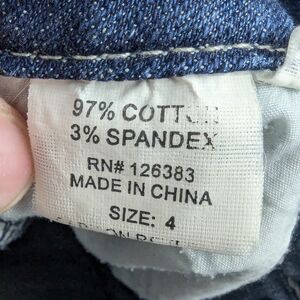 97% COTTON
3% SPANDEX
RN# 126383
MADE IN CHINA
SIZE: 4